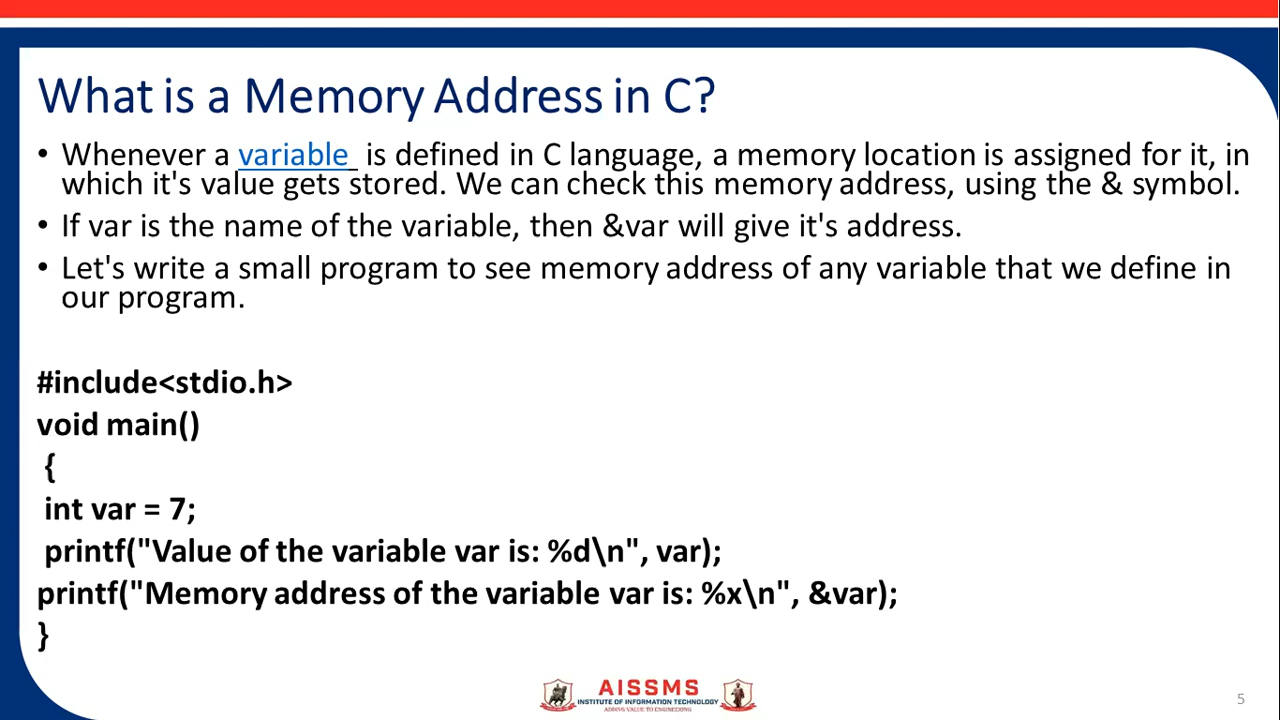 What is a Memory Address in C?
• Whenever a variable is defined in C language, a memory location is assigned for it, in
which it's value gets stored. We can check this memory address, using the & symbol.
• If var is the name of the variable, then &var will give it's address.
• Let's write a small program to see memory address of any variable that we define in
our program.
#include<stdio.h>
void main()
{
int var = 7;
printf("Value of the variable var is: %d\n", var);
printf("Memory address of the variable var is: %x\n", &var);
}
AISSMS
INSTITUTE OF INFORMATION TECHNOLOGY
ADDING VALUE TO ENGINEERING
5